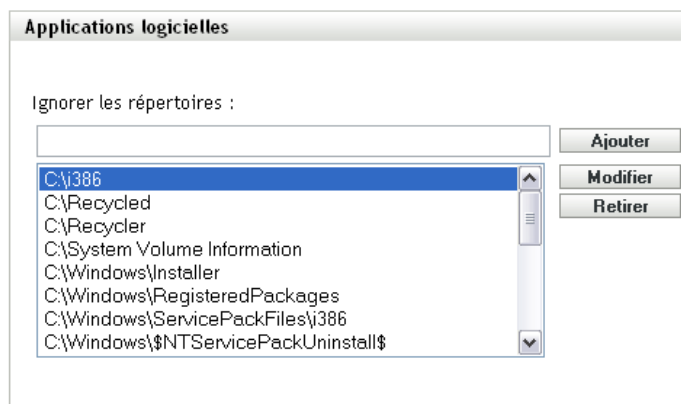 Applications logicielles
Ignorer les répertoires :
Ajouter
C:\i386
Modifier
C:\Recycled
Retirer
C:\Recycler
C:\System Volume Information
C:\Windows\Installer
C:\Windows\RegisteredPackages
C:\Windows\ServicePackFiles\i386
C:\Windows\$NTServicePackUninstall$